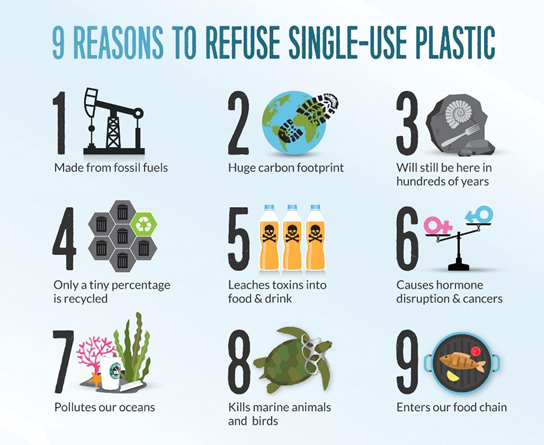 9 REASONS TO REFUSE SINGLE-USE PLASTIC
1
Made from fossil fuels
2
Huge carbon footprint
3
Will still be here in
hundreds of years
4
Only a tiny percentage
is recycled
5
Leaches toxins into
food & drink
6
Causes hormone
disruption & cancers
7
Pollutes our oceans
8
Kills marine animals
and birds
9
Enters our food chain